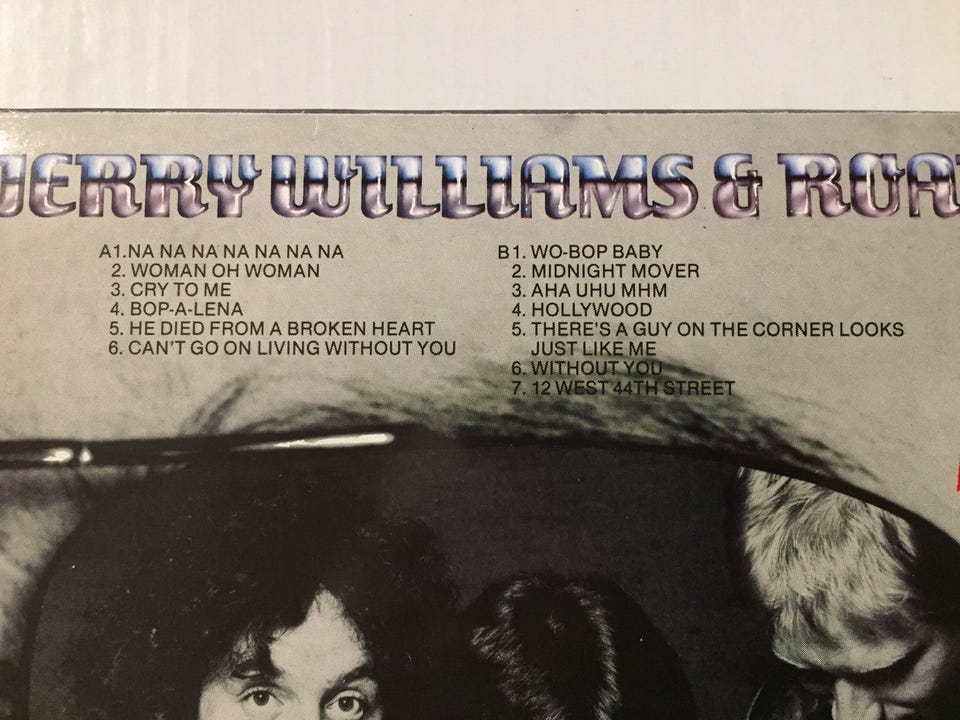 JERRY WILLIAMS & ROA
A1.NA NA NA NA NA NA NA
2. WOMAN OH WOMAN
3. CRY TO ME
4. BOP-A-LENA
5. HE DIED FROM A BROKEN HEART
6. CAN'T GO ON LIVING WITHOUT YOU
B1. WO-BOP BABY
2. MIDNIGHT MOVER
3. AHA UHU MHM
4. HOLLYWOOD
5. THERE'S A GUY ON THE CORNER LOOKS
JUST LIKE ME
6. WITHOUT YOU
7. 12 WEST 44TH STREET